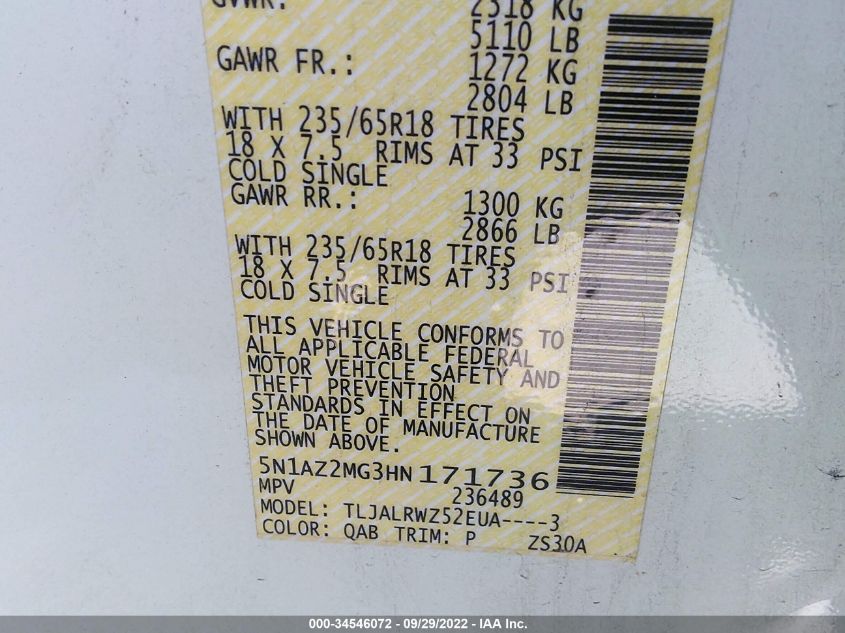 GVWR: 2318 KG
5110 LB
GAWR FR.: 1272 KG
2804 LB
WITH 235/65R18 TIRES
18 X 7.5 RIMS AT 33 PSI
COLD SINGLE
GAWR RR.: 1300 KG
2866 LB
WITH 235/65R18 TIRES
18 X 7.5 RIMS AT 33 PSI
COLD SINGLE
THIS VEHICLE CONFORMS TO
ALL APPLICABLE FEDERAL
MOTOR VEHICLE SAFETY AND
THEFT PREVENTION
STANDARDS IN EFFECT ON
THE DATE OF MANUFACTURE
SHOWN ABOVE.
5N1AZ2MG3HN171736
MPV 236489
MODEL: TLJALRWZ52EUA----3
COLOR: QAB TRIM: P ZS30A
000-34546072 - 09/29/2022 - IAA Inc.